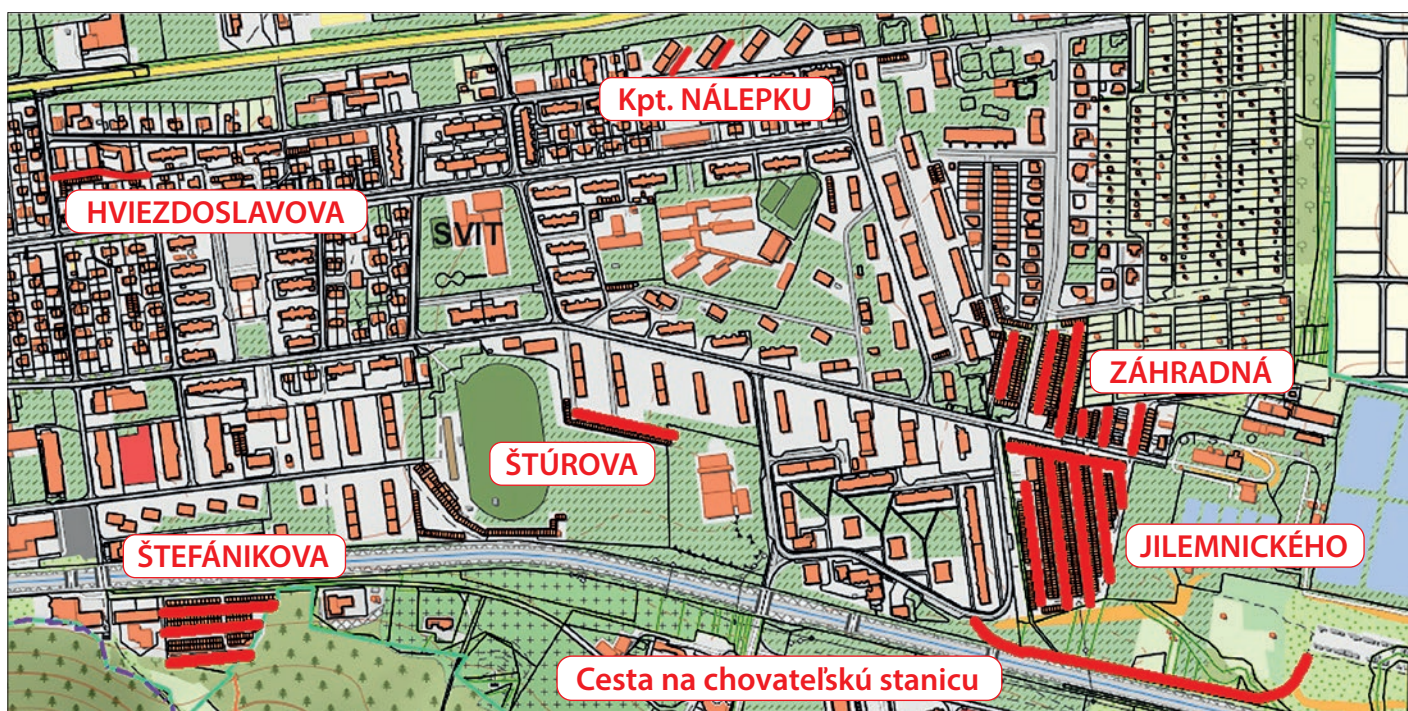 Kpt. NÁLEPKU
HVIEZDOSLAVOVA
SVIT
ZÁHRADNÁ
ŠTÚROVA
ŠTEFÁNIKOVA
JILEMNICKÉHO
Cesta na chovateľskú stanicu